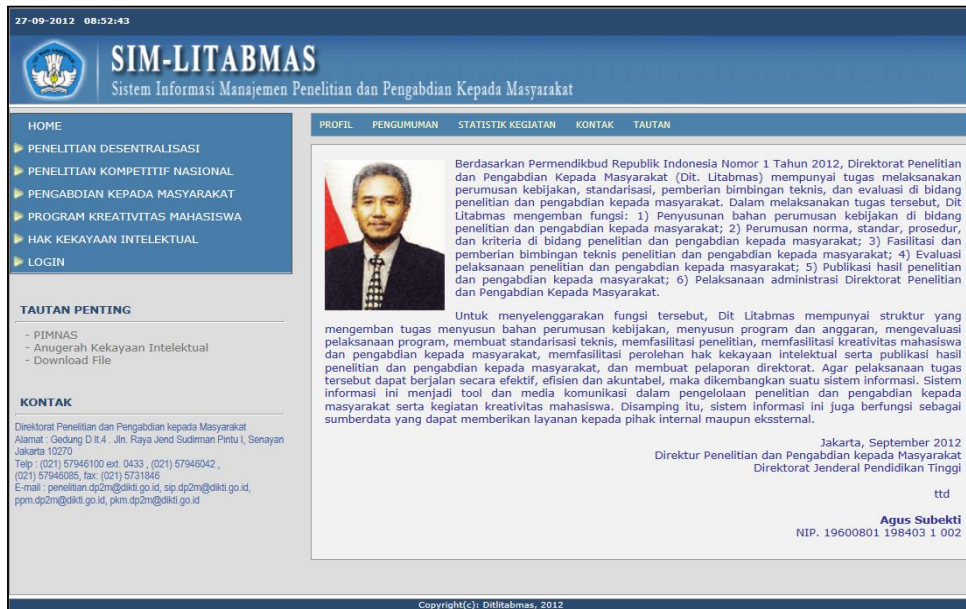 27-09-2012 08:52:43
SIM-LITABMAS
Sistem Informasi Manajemen Penelitian dan Pengabdian Kepada Masyarakat
HOME
PENELITIAN DESENTRALISASI
PENELITIAN KOMPETITIF NASIONAL
PENGABDIAN KEPADA MASYARAKAT
PROGRAM KREATIVITAS MAHASISWA
HAK KEKAYAAN INTELEKTUAL
LOGIN
TAUTAN PENTING
- PIMNAS
- Anugerah Kekayaan Intelektual
- Download File
KONTAK
Direktorat Penelitian dan Pengabdian kepada Masyarakat
Alamat : Gedung D lt.4 . Jln. Raya Jend Sudirman Pintu I, Senayan
Jakarta 10270
Telp : (021) 57946100 ext. 0433 , (021) 57946042 ,
(021) 57946085, fax: (021) 5731846
E-mail : penelitian.dp2m@dikti.go.id, sip.dp2m@dikti.go.id,
ppm.dp2m@dikti.go.id, pkm.dp2m@dikti.go.id
PROFIL PENGUMUMAN STATISTIK KEGIATAN KONTAK TAUTAN
Berdasarkan Permendikbud Republik Indonesia Nomor 1 Tahun 2012, Direktorat Penelitian
dan Pengabdian Kepada Masyarakat (Dit. Litabmas) mempunyai tugas melaksanakan
perumusan kebijakan, standarisasi, pemberian bimbingan teknis, dan evaluasi di bidang
penelitian dan pengabdian kepada masyarakat. Dalam melaksanakan tugas tersebut, Dit
Litabmas mengemban fungsi: 1) Penyusunan bahan perumusan kebijakan di bidang
penelitian dan pengabdian kepada masyarakat; 2) Perumusan norma, standar, prosedur,
dan kriteria di bidang penelitian dan pengabdian kepada masyarakat; 3) Fasilitasi dan
pemberian bimbingan teknis penelitian dan pengabdian kepada masyarakat; 4) Evaluasi
pelaksanaan penelitian dan pengabdian kepada masyarakat; 5) Publikasi hasil penelitian
dan pengabdian kepada masyarakat; 6) Pelaksanaan administrasi Direktorat Penelitian
dan Pengabdian Kepada Masyarakat.
Untuk menyelenggarakan fungsi tersebut, Dit Litabmas mempunyai struktur yang
mengemban tugas menyusun bahan perumusan kebijakan, menyusun program dan anggaran, mengevaluasi
pelaksanaan program, membuat standarisasi teknis, memfasilitasi penelitian, memfasilitasi kreativitas mahasiswa
dan pengabdian kepada masyarakat, memfasilitasi perolehan hak kekayaan intelektual serta publikasi hasil
penelitian dan pengabdian kepada masyarakat, dan membuat pelaporan direktorat. Agar pelaksanaan tugas
tersebut dapat berjalan secara efektif, efisien dan akuntabel, maka dikembangkan suatu sistem informasi. Sistem
informasi ini menjadi tool dan media komunikasi dalam pengelolaan penelitian dan pengabdian kepada
masyarakat serta kegiatan kreativitas mahasiswa. Disamping itu, sistem informasi ini juga berfungsi sebagai
sumberdata yang dapat memberikan layanan kepada pihak internal maupun ekssternal.
Jakarta, September 2012
Direktur Penelitian dan Pengabdian kepada Masyarakat
Direktorat Jenderal Pendidikan Tinggi
ttd
Agus Subekti
NIP. 19600801 198403 1 002
Copyright(c): Ditlitabmas, 2012